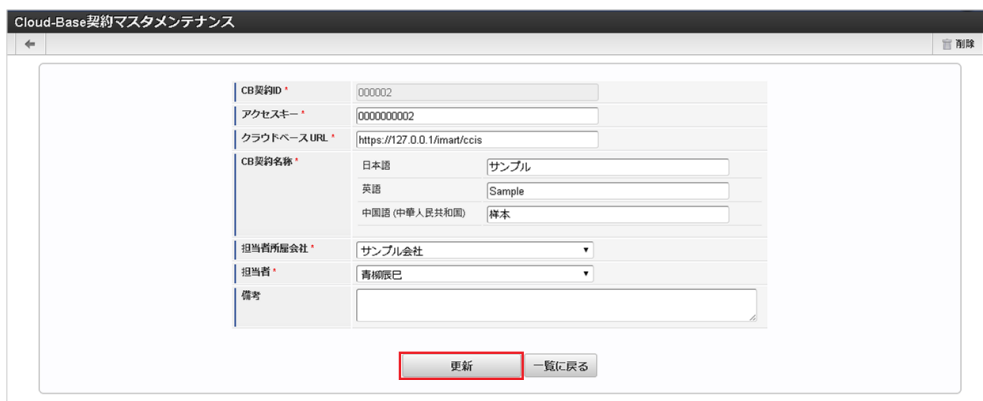 Cloud-Base契約マスタメンテナンス
削除
CB契約ID *
000002
アクセスキー *
0000000002
クラウドベース URL *
https://127.0.0.1/imart/ccis
CB契約名称 *
日本語
サンプル
英語
Sample
中国語 (中華人民共和国)
样本
担当者所属会社 *
サンプル会社
担当者 *
青柳辰巳
備考
更新
一覧に戻る